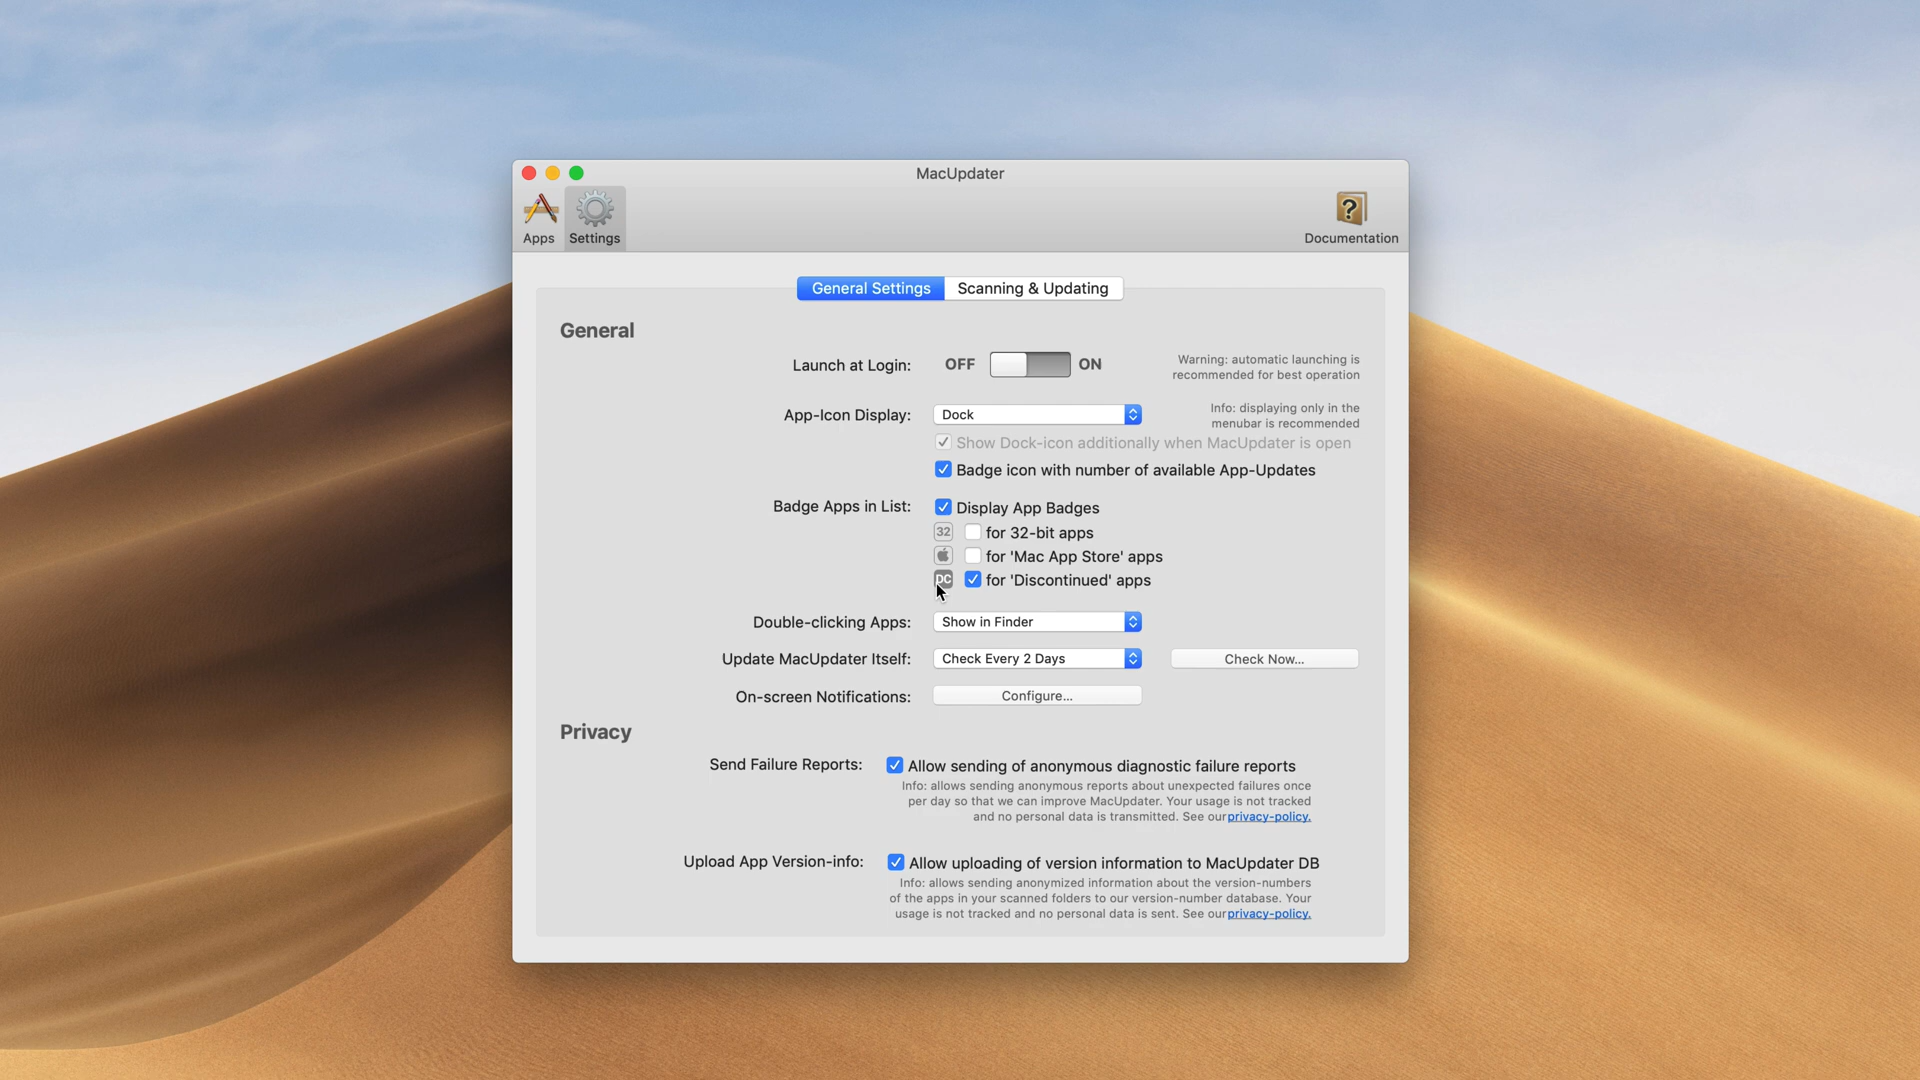 MacUpdater
Apps
Settings
Documentation
General Settings
Scanning & Updating
General
Launch at Login:
OFF
ON
Warning: automatic launching is
recommended for best operation
App-Icon Display:
Dock
Info: displaying only in the
menubar is recommended
Show Dock-icon additionally when MacUpdater is open
Badge icon with number of available App-Updates
Badge Apps in List:
Display App Badges
32
for 32-bit apps
for 'Mac App Store' apps
DC
for 'Discontinued' apps
Double-clicking Apps:
Show in Finder
Update MacUpdater Itself:
Check Every 2 Days
Check Now...
On-screen Notifications:
Configure...
Privacy
Send Failure Reports:
Allow sending of anonymous diagnostic failure reports
Info: allows sending anonymous reports about unexpected failures once
per day so that we can improve MacUpdater. Your usage is not tracked
and no personal data is transmitted. See our privacy-policy.
Upload App Version-info:
Allow uploading of version information to MacUpdater DB
Info: allows sending anonymized information about the version-numbers
of the apps in your scanned folders to our version-number database. Your
usage is not tracked and no personal data is sent. See our privacy-policy.